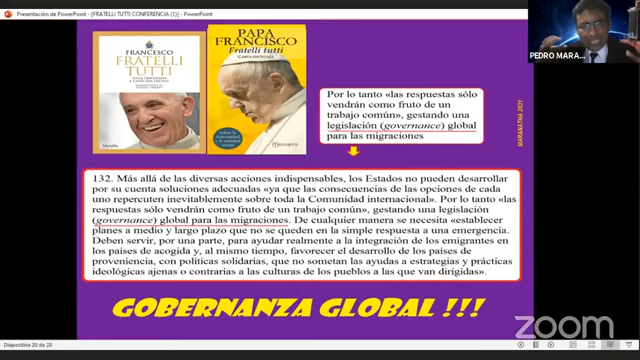 Presentación de PowerPoint - [FRATELLI TUTTI CONFERENCIA (1)] - PowerPoint
PEDRO MARA...
FRANCESCO
FRATELLI
TUTTI
PAPA
FRANCISCO
Fratelli tutti
CARTA ENCÍCLICA
sobre la fraternidad
y la amistad social
mensajero
Por lo tanto «las respuestas sólo
vendrán como fruto de un
trabajo común», gestando una
legislación (governance) global
para las migraciones
MARANATHA 2021
132. Más allá de las diversas acciones indispensables, los Estados no pueden desarrollar
por su cuenta soluciones adecuadas «ya que las consecuencias de las opciones de cada
uno repercuten inevitablemente sobre toda la Comunidad internacional». Por lo tanto «las
respuestas sólo vendrán como fruto de un trabajo común», gestando una legislación
(governance) global para las migraciones. De cualquier manera se necesita «establecer
planes a medio y largo plazo que no se queden en la simple respuesta a una emergencia.
Deben servir, por una parte, para ayudar realmente a la integración de los emigrantes
en los países de acogida y, al mismo tiempo, favorecer el desarrollo de los países de
proveniencia, con políticas solidarias, que no sometan las ayudas a estrategias y prácticas
ideológicas ajenas o contrarias a las culturas de los pueblos a las que van dirigidas».
GOBERNANZA GLOBAL !!!
zoom
Diapositiva 20 de 28